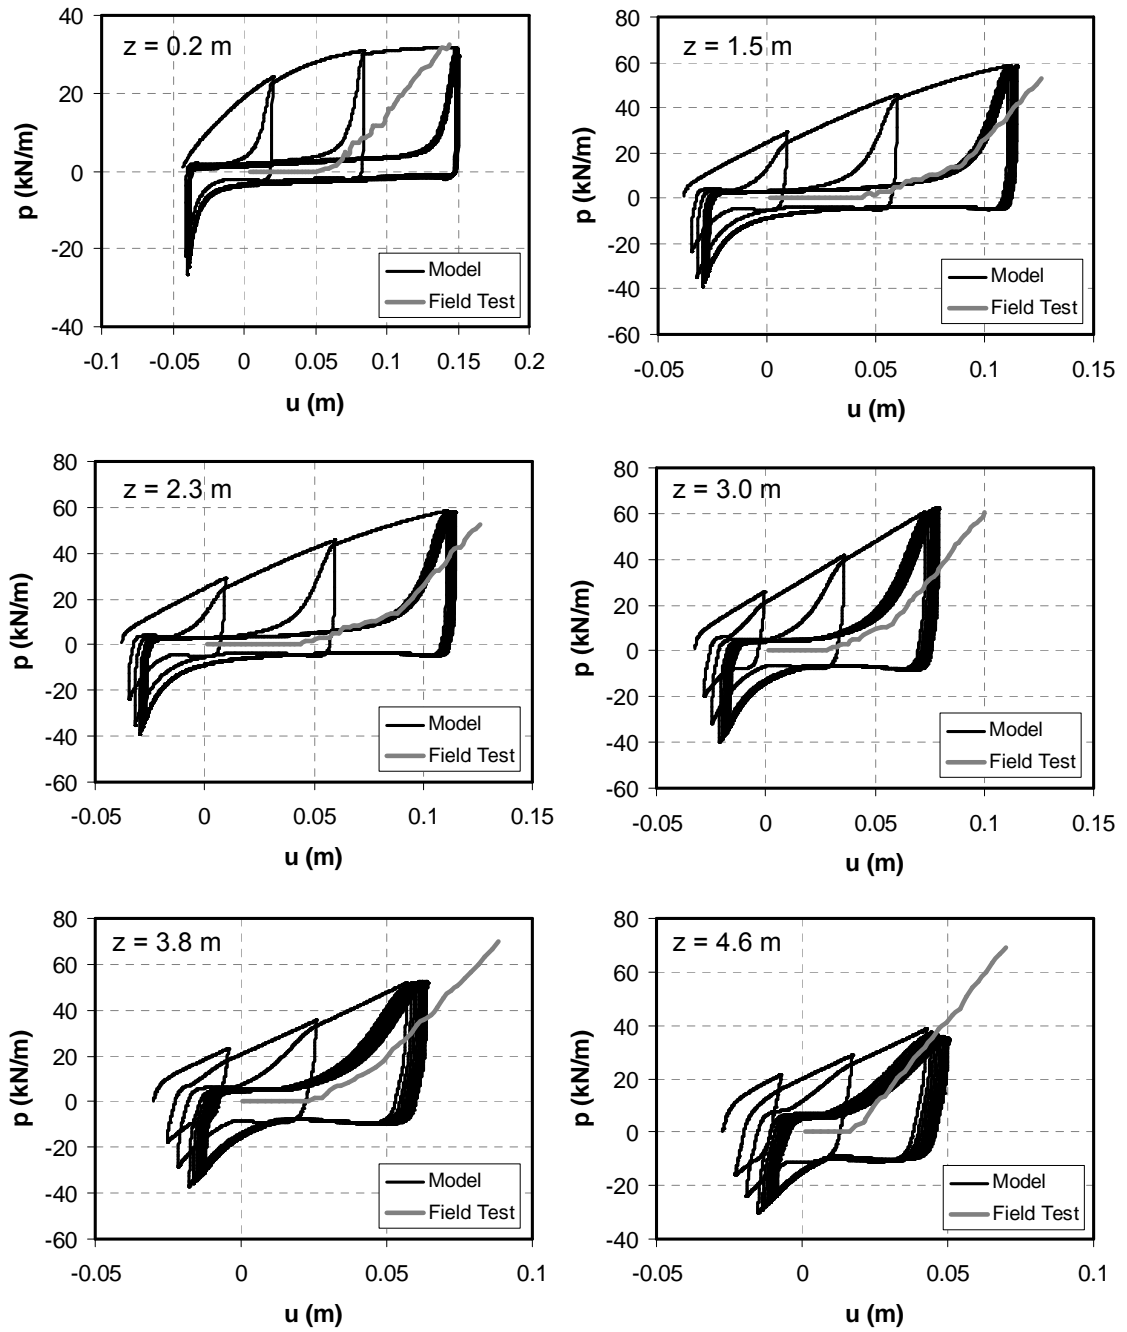 z = 0.2 m
p (kN/m)
40
20
0
-20
-40
-0.1 -0.05 0 0.05 0.1 0.15 0.2
u (m)
Model
Field Test
z = 1.5 m
p (kN/m)
80
60
40
20
0
-20
-40
-60
-0.05 0 0.05 0.1 0.15
u (m)
Model
Field Test
z = 2.3 m
p (kN/m)
80
60
40
20
0
-20
-40
-60
-0.05 0 0.05 0.1 0.15
u (m)
Model
Field Test
z = 3.0 m
p (kN/m)
80
60
40
20
0
-20
-40
-60
-0.05 0 0.05 0.1 0.15
u (m)
Model
Field Test
z = 3.8 m
p (kN/m)
80
60
40
20
0
-20
-40
-60
-0.05 0 0.05 0.1
u (m)
Model
Field Test
z = 4.6 m
p (kN/m)
80
60
40
20
0
-20
-40
-0.05 0 0.05 0.1
u (m)
Model
Field Test